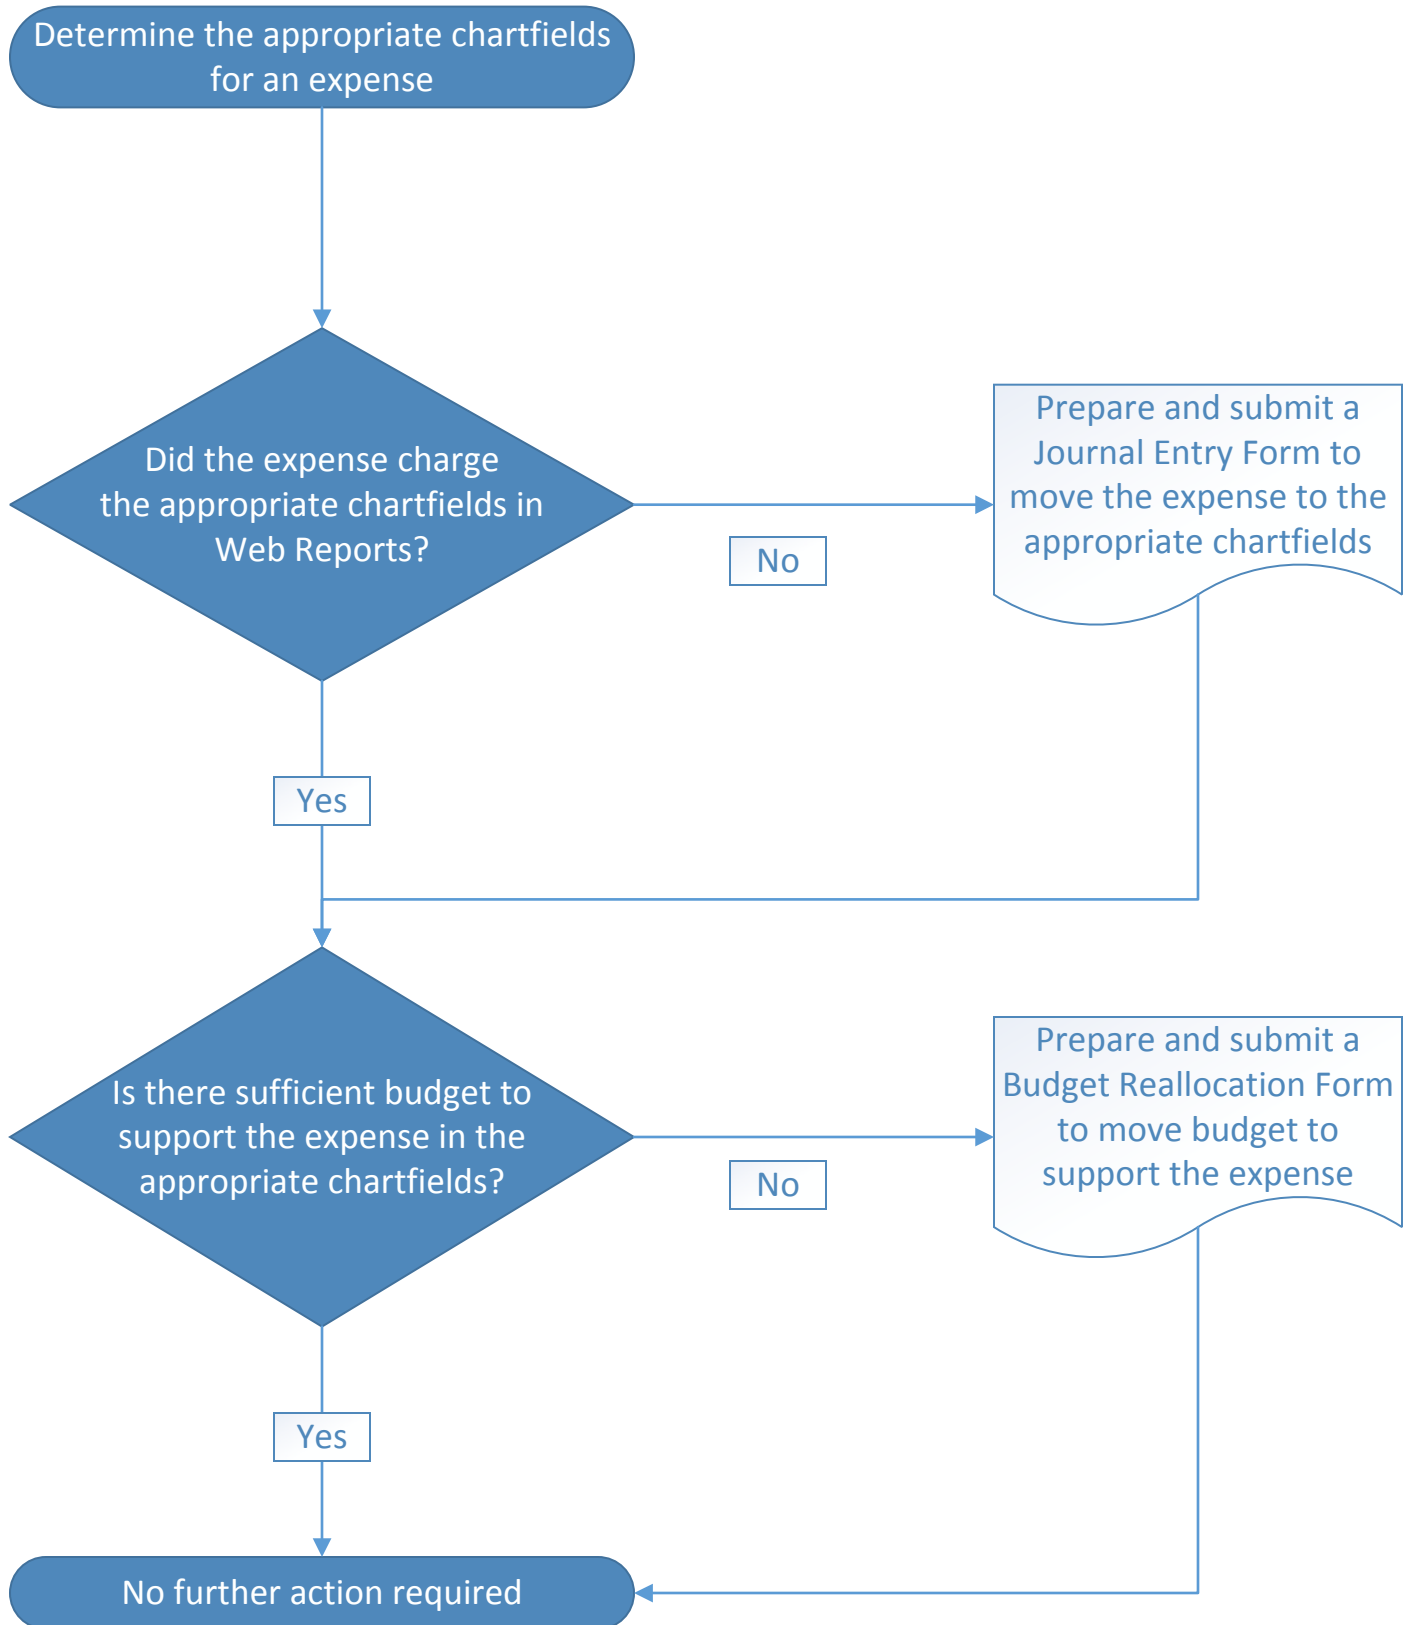 Determine the appropriate chartfields
for an expense
Did the expense charge
the appropriate chartfields in
Web Reports?
No
Prepare and submit a
Journal Entry Form to
move the expense to the
appropriate chartfields
Yes
Is there sufficient budget to
support the expense in the
appropriate chartfields?
No
Prepare and submit a
Budget Reallocation Form
to move budget to
support the expense
Yes
No further action required